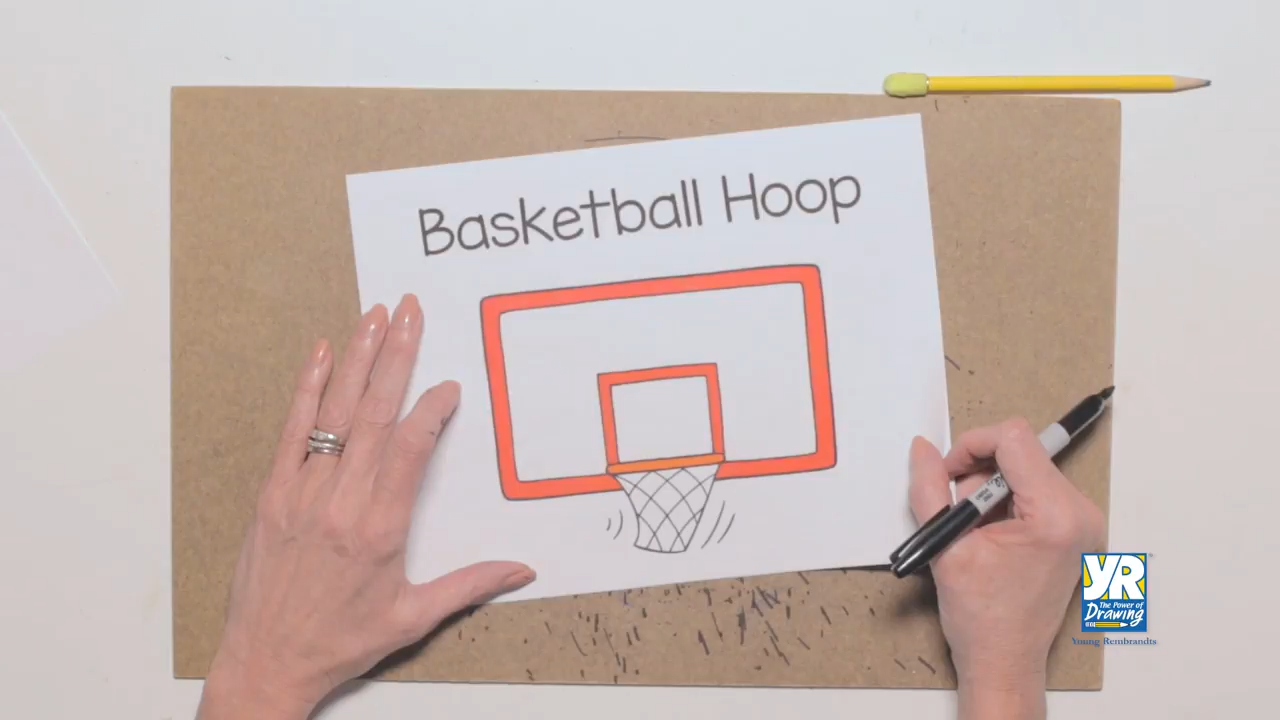 Basketball Hoop
YR
The Power of
Drawing
Young Rembrandts